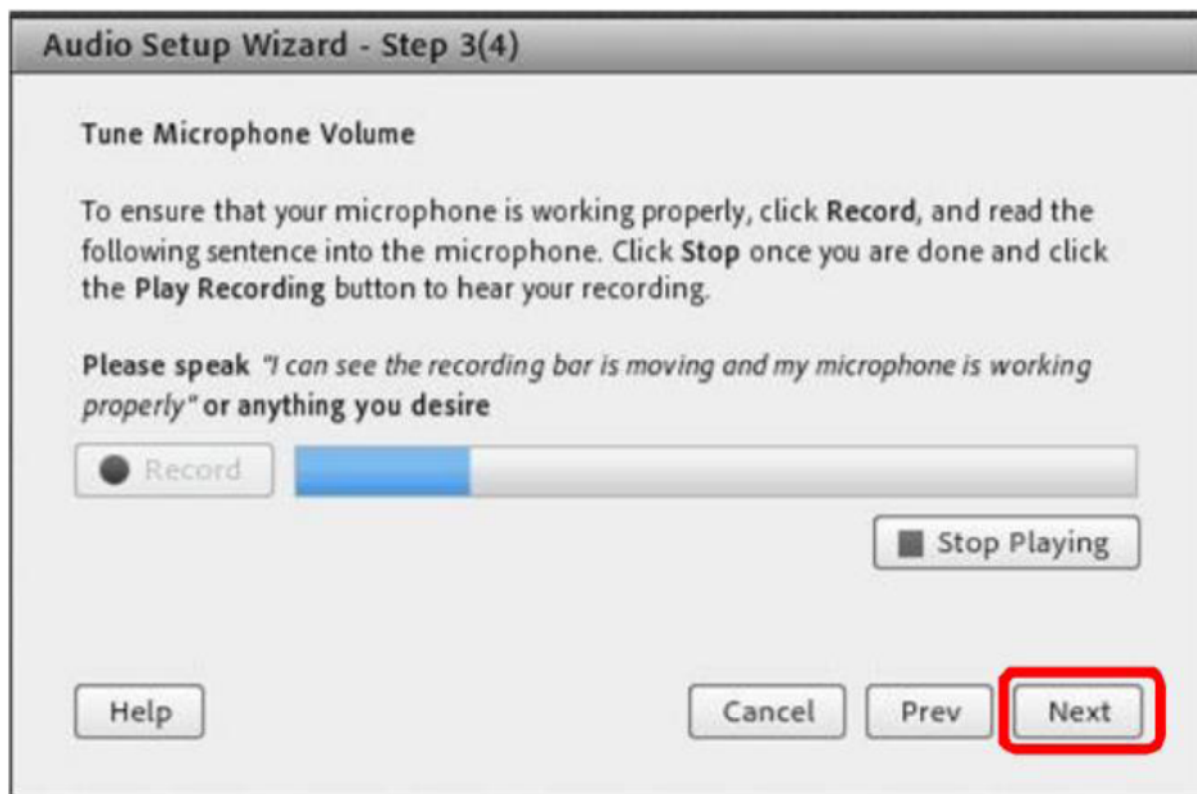 Audio Setup Wizard - Step 3(4)
Tune Microphone Volume
To ensure that your microphone is working properly, click Record, and read the
following sentence into the microphone. Click Stop once you are done and click
the Play Recording button to hear your recording.
Please speak "I can see the recording bar is moving and my microphone is working
properly" or anything you desire
Record
Stop Playing
Help
Cancel
Prev
Next